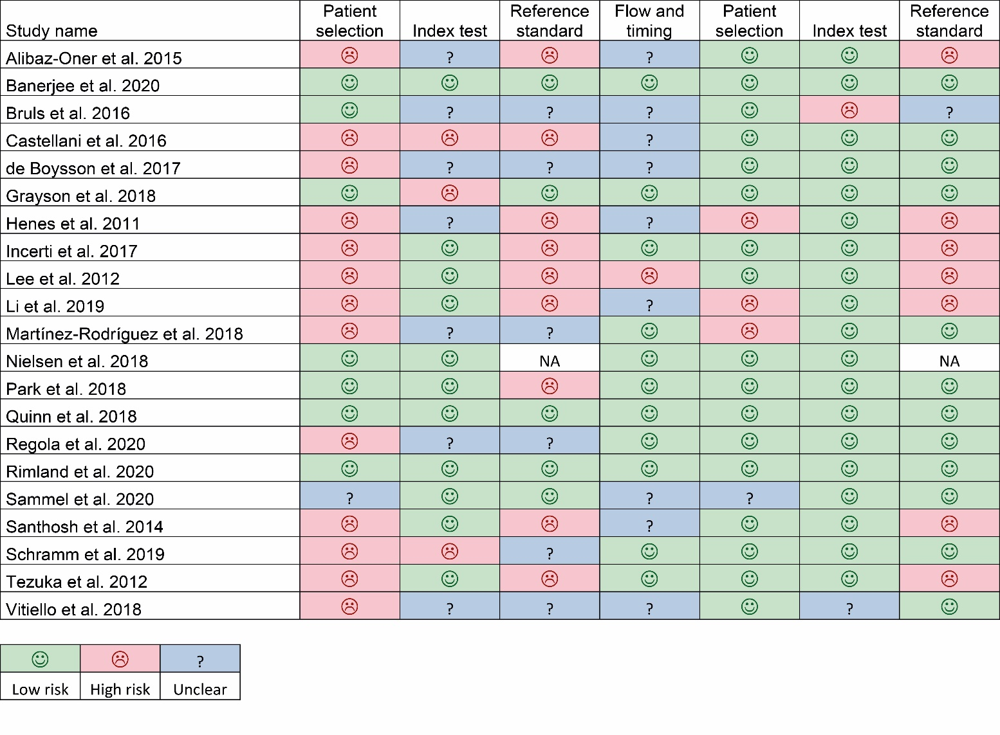 Study name Patient selection Index test Reference standard Flow and timing Patient selection Index test Reference standard
Alibaz-Oner et al. 2015 ? ?
Banerjee et al. 2020
Bruls et al. 2016 ? ? ? ?
Castellani et al. 2016 ?
de Boysson et al. 2017 ? ? ?
Grayson et al. 2018
Henes et al. 2011 ? ?
Incerti et al. 2017
Lee et al. 2012
Li et al. 2019 ?
Martínez-Rodríguez et al. 2018 ? ?
Nielsen et al. 2018 NA NA
Park et al. 2018
Quinn et al. 2018
Regola et al. 2020 ? ?
Rimland et al. 2020
Sammel et al. 2020 ? ? ?
Santhosh et al. 2014 ?
Schramm et al. 2019 ?
Tezuka et al. 2012
Vitiello et al. 2018 ? ? ? ?
?
Low risk High risk Unclear